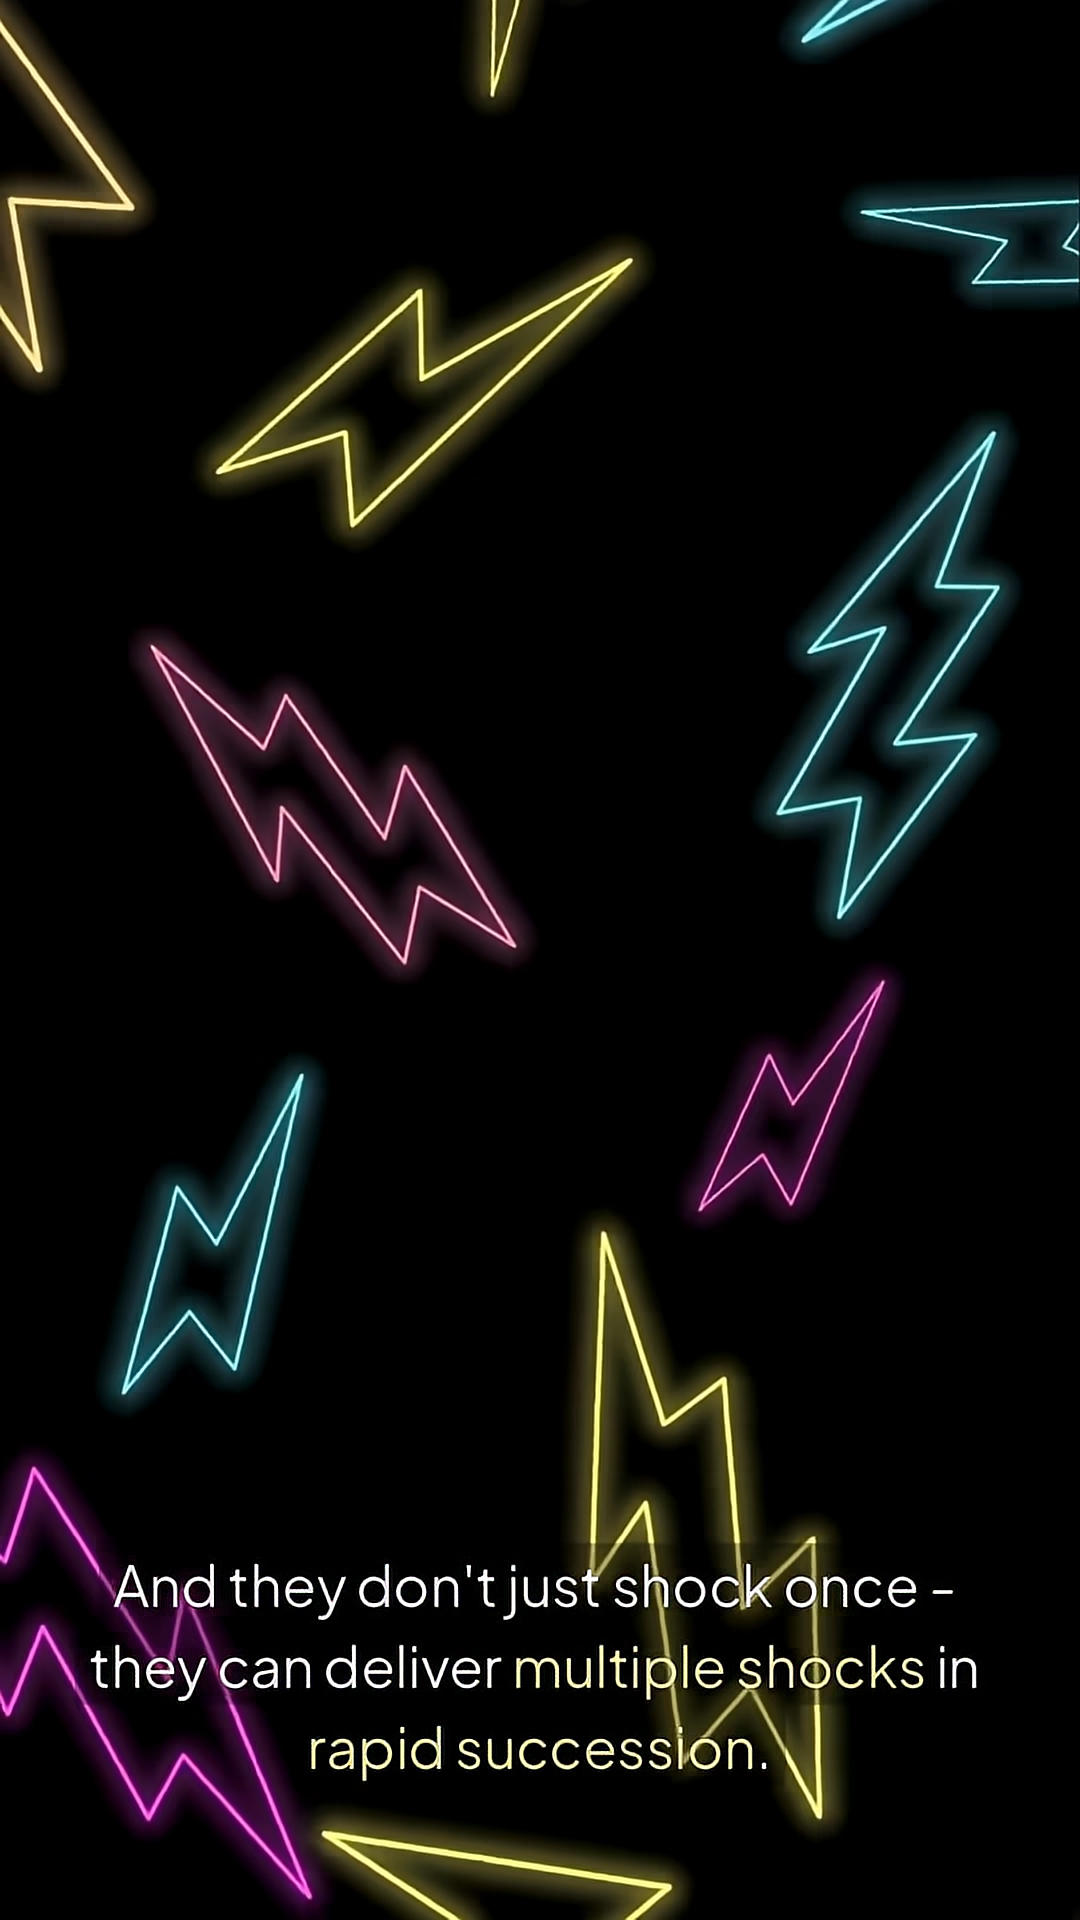 And they don't just shock once –
they can deliver multiple shocks in
rapid succession.